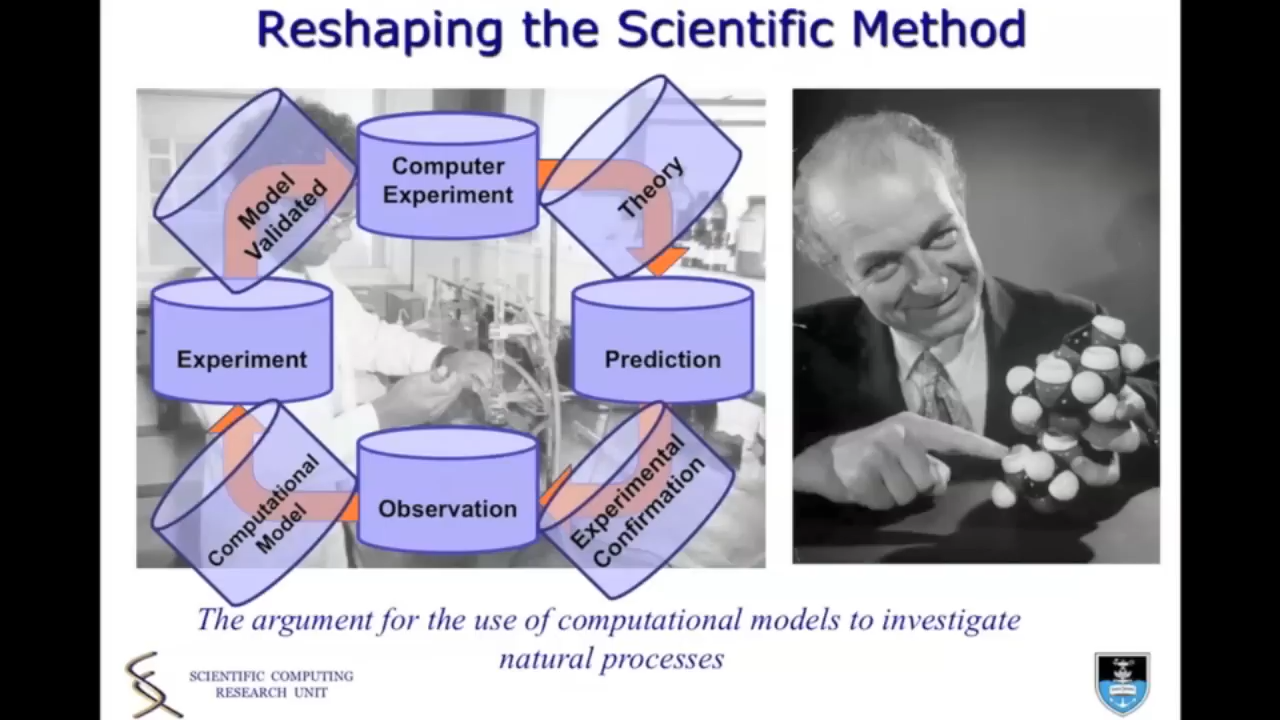 Reshaping the Scientific Method
Model
Validated
Computer
Experiment
Theory
Experiment
Prediction
Computational
Model
Observation
Experimental
Confirmation
The argument for the use of computational models to investigate
natural processes
SCIENTIFIC COMPUTING
RESEARCH UNIT